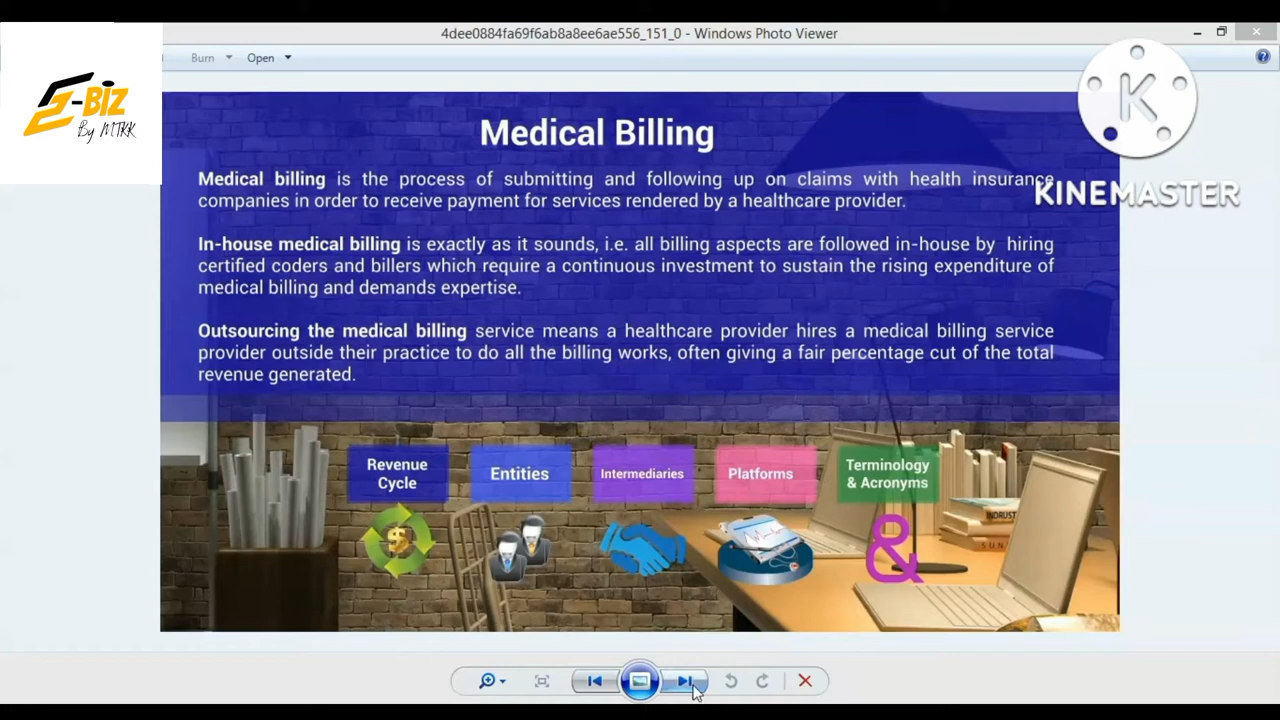 4dee0884fa69f6ab8a8ee6ae556_151_0 - Windows Photo Viewer
Burn Open
E-BIZ
By MTKK
K
KINEMASTER
Medical Billing
Medical billing is the process of submitting and following up on claims with health insurance
companies in order to receive payment for services rendered by a healthcare provider.
In-house medical billing is exactly as it sounds, i.e. all billing aspects are followed in-house by hiring
certified coders and billers which require a continuous investment to sustain the rising expenditure of
medical billing and demands expertise.
Outsourcing the medical billing service means a healthcare provider hires a medical billing service
provider outside their practice to do all the billing works, often giving a fair percentage cut of the total
revenue generated.
Revenue
Cycle
Entities
Intermediaries
Platforms
Terminology
& Acronyms
&
INDRUST